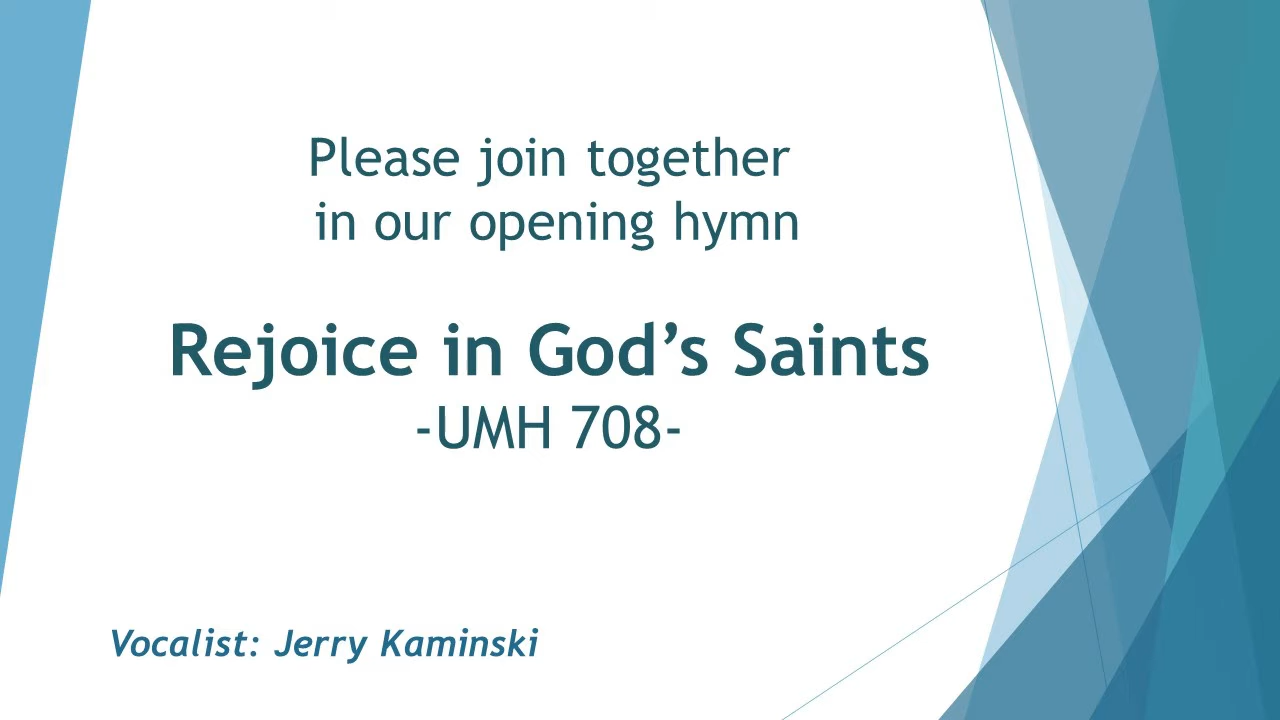 Please join together
in our opening hymn
Rejoice in God’s Saints
-UMH 708-
Vocalist: Jerry Kaminski